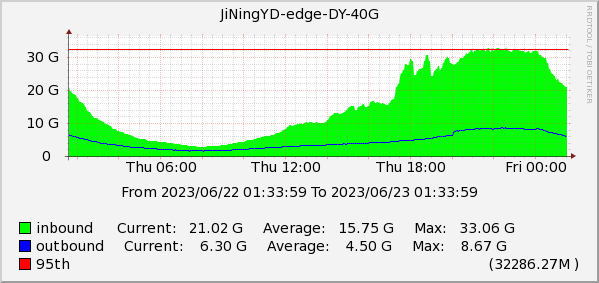 JiNingYD-edge-DY-40G
RRDTOOL / TOBI OETIKER
30 G
20 G
10 G
0
Thu 06:00 Thu 12:00 Thu 18:00 Fri 00:00
From 2023/06/22 01:33:59 To 2023/06/23 01:33:59
inbound Current: 21.02 G Average: 15.75 G Max: 33.06 G
outbound Current: 6.30 G Average: 4.50 G Max: 8.67 G
95th (32286.27M )